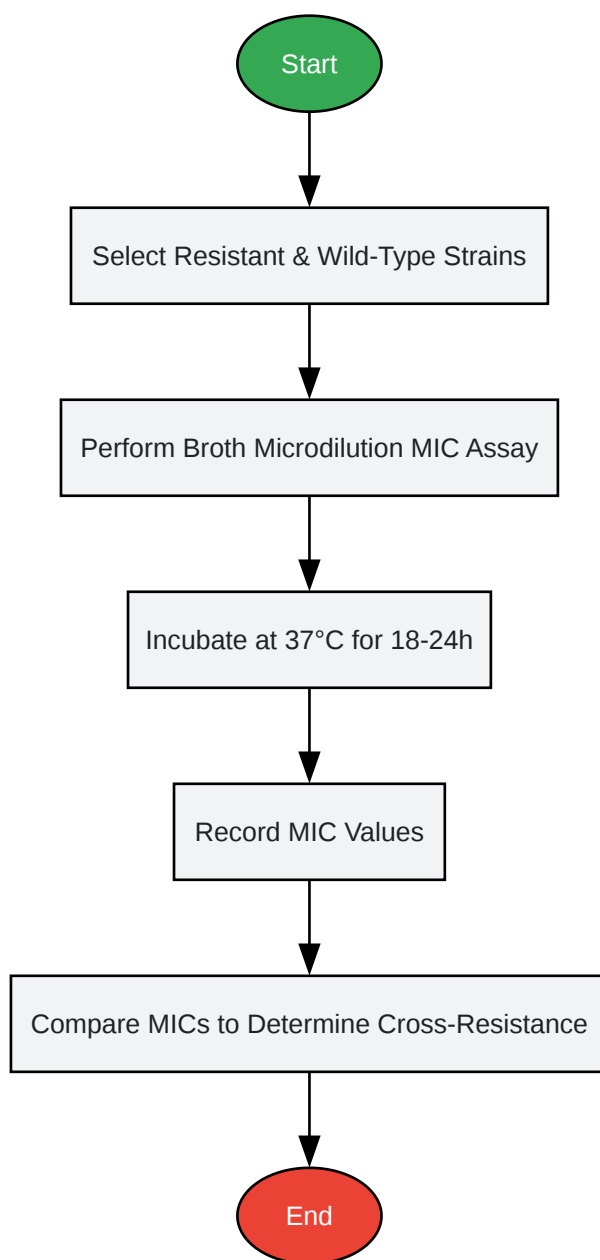 Start
Select Resistant & Wild-Type Strains
Perform Broth Microdilution MIC Assay
Incubate at 37°C for 18-24h
Record MIC Values
Compare MICs to Determine Cross-Resistance
End